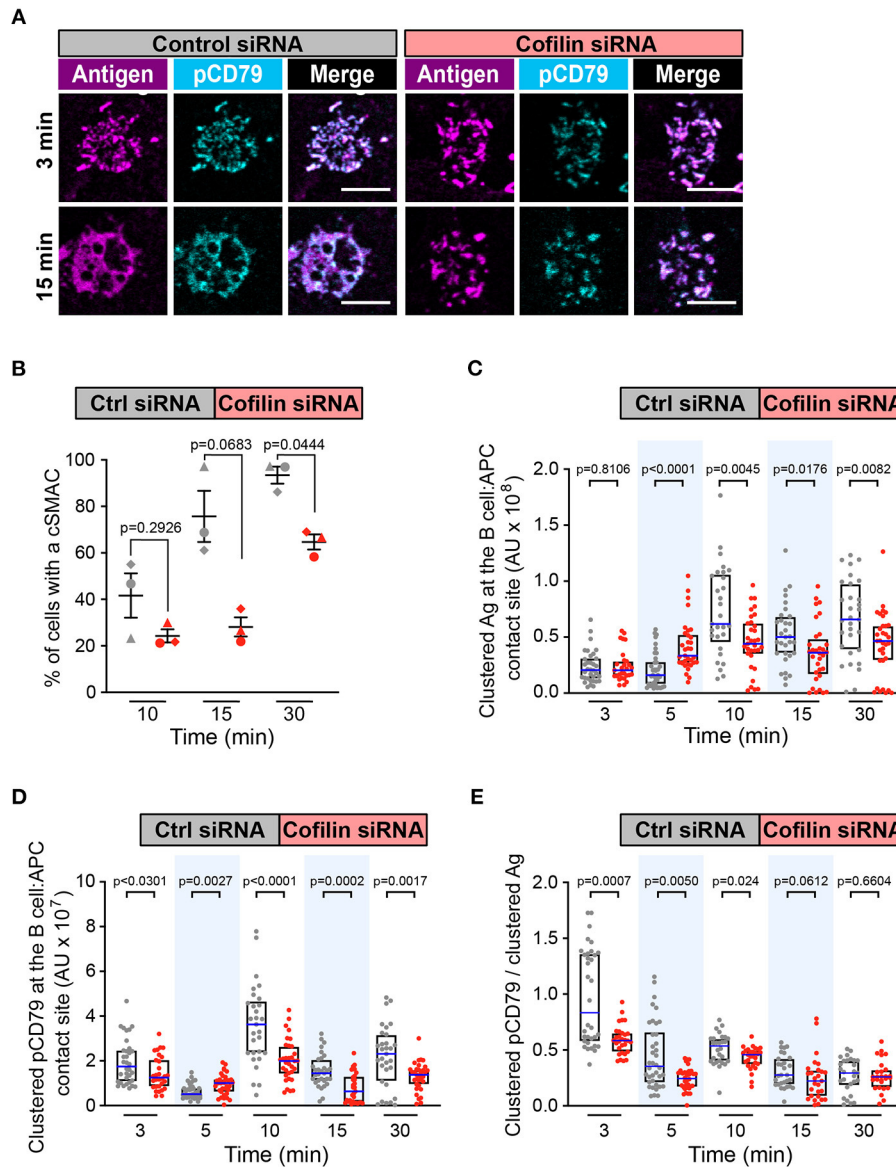 A
Control siRNA
Cofilin siRNA
Antigen
pCD79
Merge
Antigen
pCD79
Merge
3 min
15 min
B
Ctrl siRNA
Cofilin siRNA
% of cells with a cSMAC
100
80
60
40
20
0
p=0.2926
p=0.0683
p=0.0444
10
15
30
Time (min)
C
Ctrl siRNA
Cofilin siRNA
Clustered Ag at the B cell:APC
contact site (AU x 10⁸)
2.0
1.5
1.0
0.5
0.0
p=0.8106
p<0.0001
p=0.0045
p=0.0176
p=0.0082
3
5
10
15
30
Time (min)
D
Ctrl siRNA
Cofilin siRNA
Clustered pCD79 at the B cell:APC
contact site (AU x 10⁷)
10
8
6
4
2
0
p<0.0301
p=0.0027
p<0.0001
p=0.0002
p=0.0017
3
5
10
15
30
Time (min)
E
Ctrl siRNA
Cofilin siRNA
Clustered pCD79 / clustered Ag
2.0
1.5
1.0
0.5
0.0
p=0.0007
p=0.0050
p=0.024
p=0.0612
p=0.6604
3
5
10
15
30
Time (min)